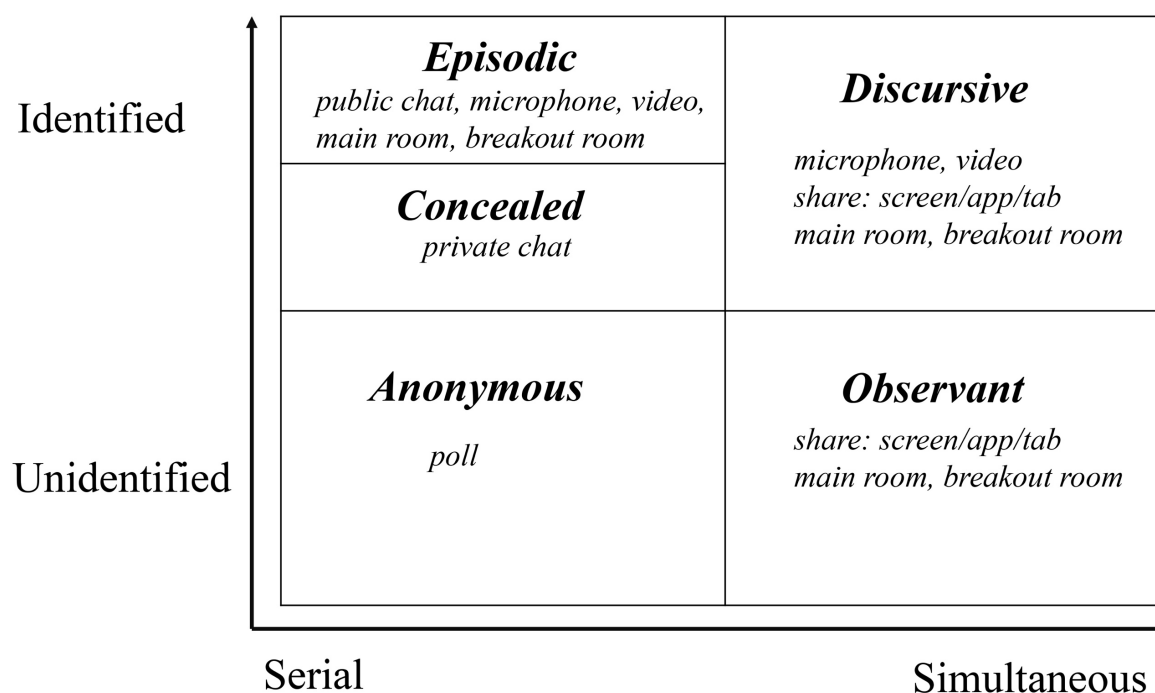 Identified
Episodic
public chat, microphone, video,
main room, breakout room
Concealed
private chat
Discursive
microphone, video
share: screen/app/tab
main room, breakout room
Unidentified
Anonymous
poll
Observant
share: screen/app/tab
main room, breakout room
Serial
Simultaneous